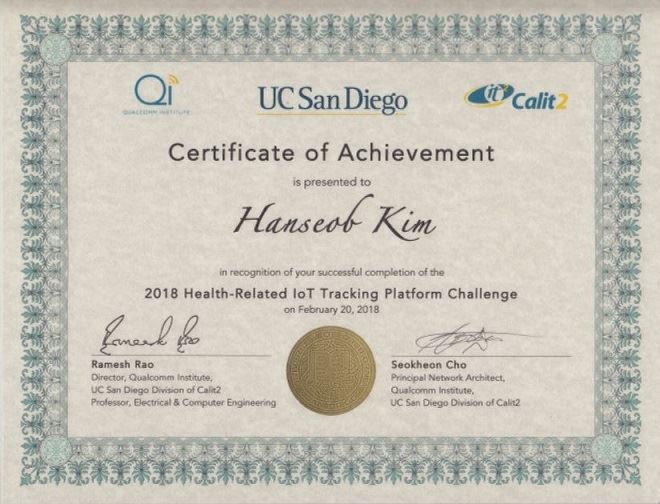 Qi
QUALCOMM INSTITUTE
UC San Diego
it
Calit2
Certificate of Achievement
is presented to
Hanseob Kim
in recognition of your successful completion of the
2018 Health-Related IoT Tracking Platform Challenge
on February 20, 2018
Ramesh Rao
Ramesh Rao
Director, Qualcomm Institute,
UC San Diego Division of Calit2
Professor, Electrical & Computer Engineering
Seokheon Cho
Principal Network Architect,
Qualcomm Institute,
UC San Diego Division of Calit2